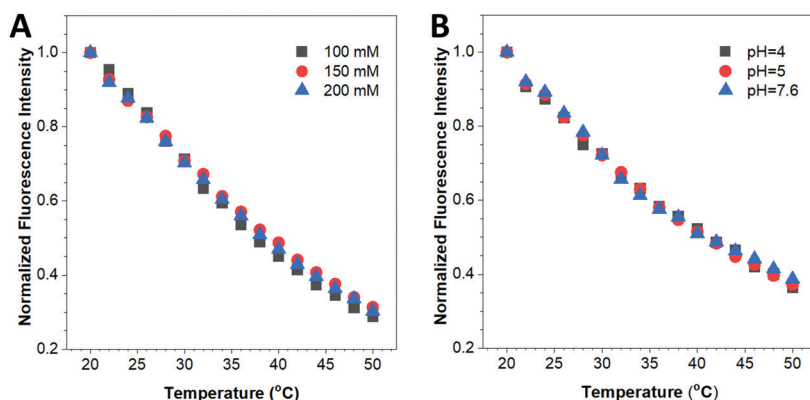 A
Normalized Fluorescence Intensity
1.0
0.8
0.6
0.4
0.2
100 mM
150 mM
200 mM
20 25 30 35 40 45 50
Temperature (°C)
B
Normalized Fluorescence Intensity
1.0
0.8
0.6
0.4
0.2
pH=4
pH=5
pH=7.6
20 25 30 35 40 45 50
Temperature (°C)